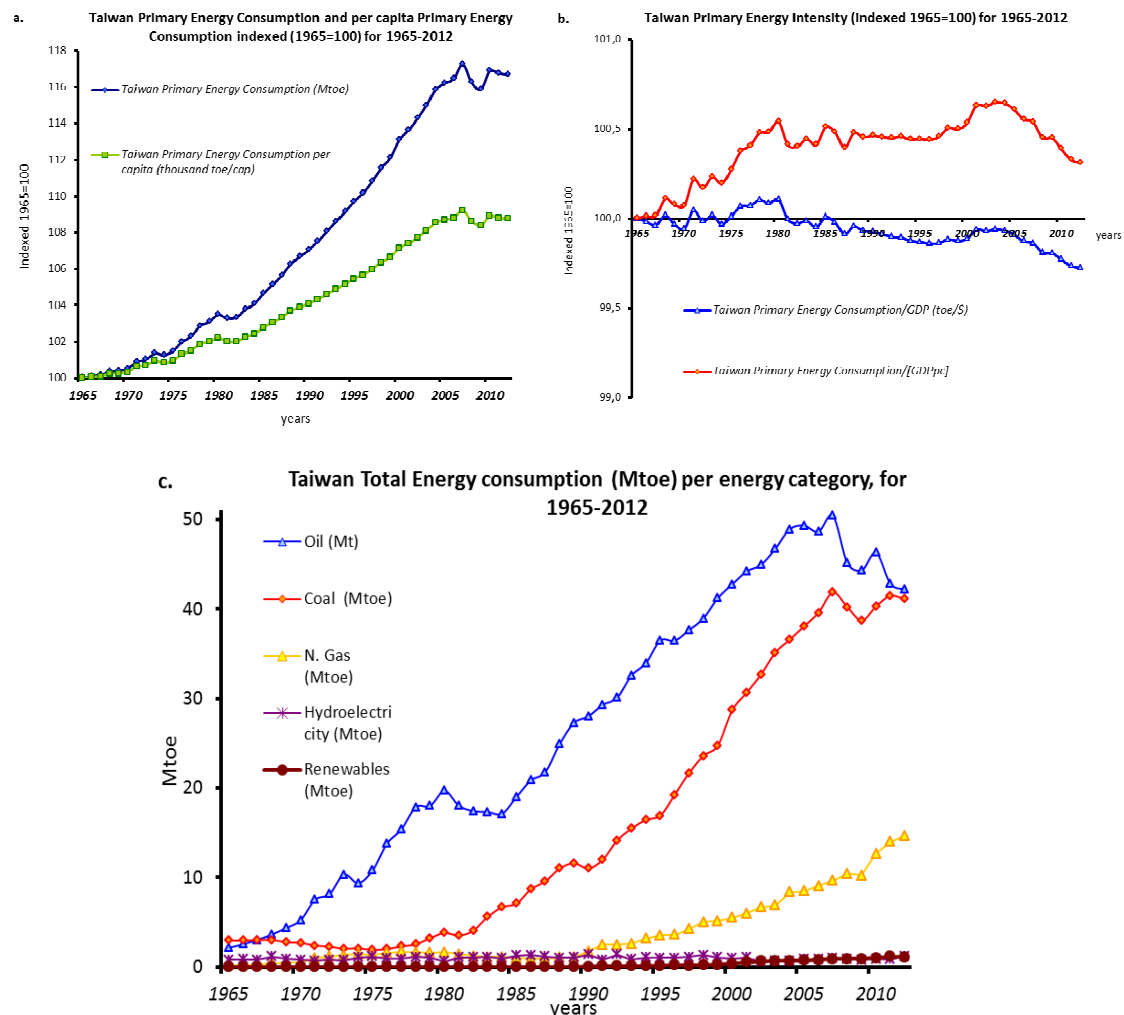 a.
Taiwan Primary Energy Consumption and per capita Primary Energy
Consumption indexed (1965=100) for 1965-2012
118
116
114
112
110
108
106
104
102
100
Indexed 1965=100
Taiwan Primary Energy Consumption (Mtoe)
Taiwan Primary Energy Consumption per
capita (thousand toe/cap)
1965 1970 1975 1980 1985 1990 1995 2000 2005 2010
years
b.
Taiwan Primary Energy Intensity (Indexed 1965=100) for 1965-2012
101,0
100,5
100,0
99,5
99,0
Indexed 1965=100
1965 1970 1975 1980 1985 1990 1995 2000 2005 2010
years
Taiwan Primary Energy Consumption/GDP (toe/$)
Taiwan Primary Energy Consumption/[GDPpc]
c.
Taiwan Total Energy consumption (Mtoe) per energy category, for
1965-2012
50
40
30
20
10
0
Mtoe
Oil (Mt)
Coal (Mtoe)
N. Gas
(Mtoe)
Hydroelectri
city (Mtoe)
Renewables
(Mtoe)
1965 1970 1975 1980 1985 1990 1995 2000 2005 2010
years